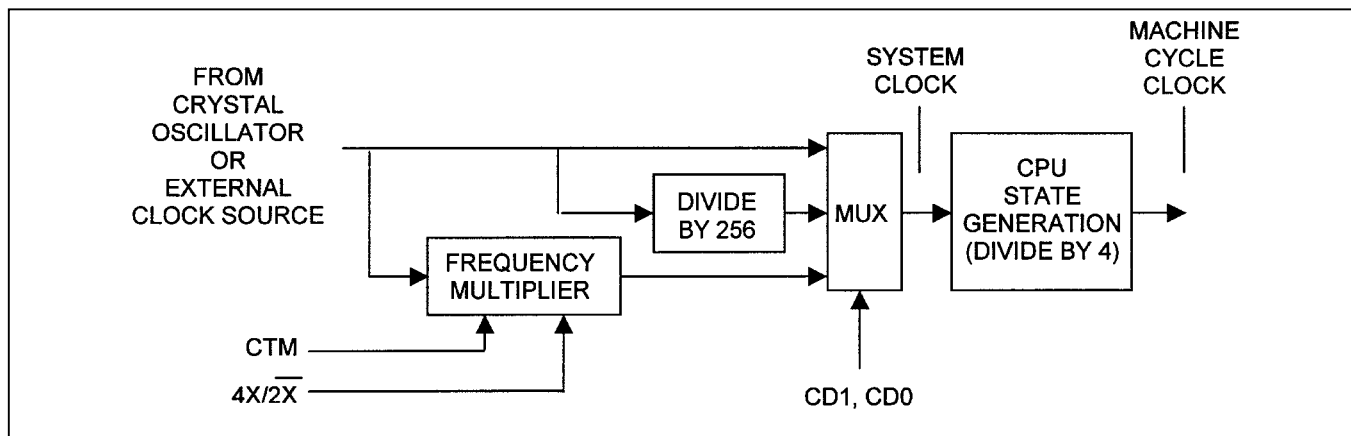 FROM
CRYSTAL
OSCILLATOR
OR
EXTERNAL
CLOCK SOURCE
SYSTEM
CLOCK
MACHINE
CYCLE
CLOCK
DIVIDE
BY 256
MUX
CPU
STATE
GENERATION
(DIVIDE BY 4)
FREQUENCY
MULTIPLIER
CTM
4X/2X̅
CD1, CD0